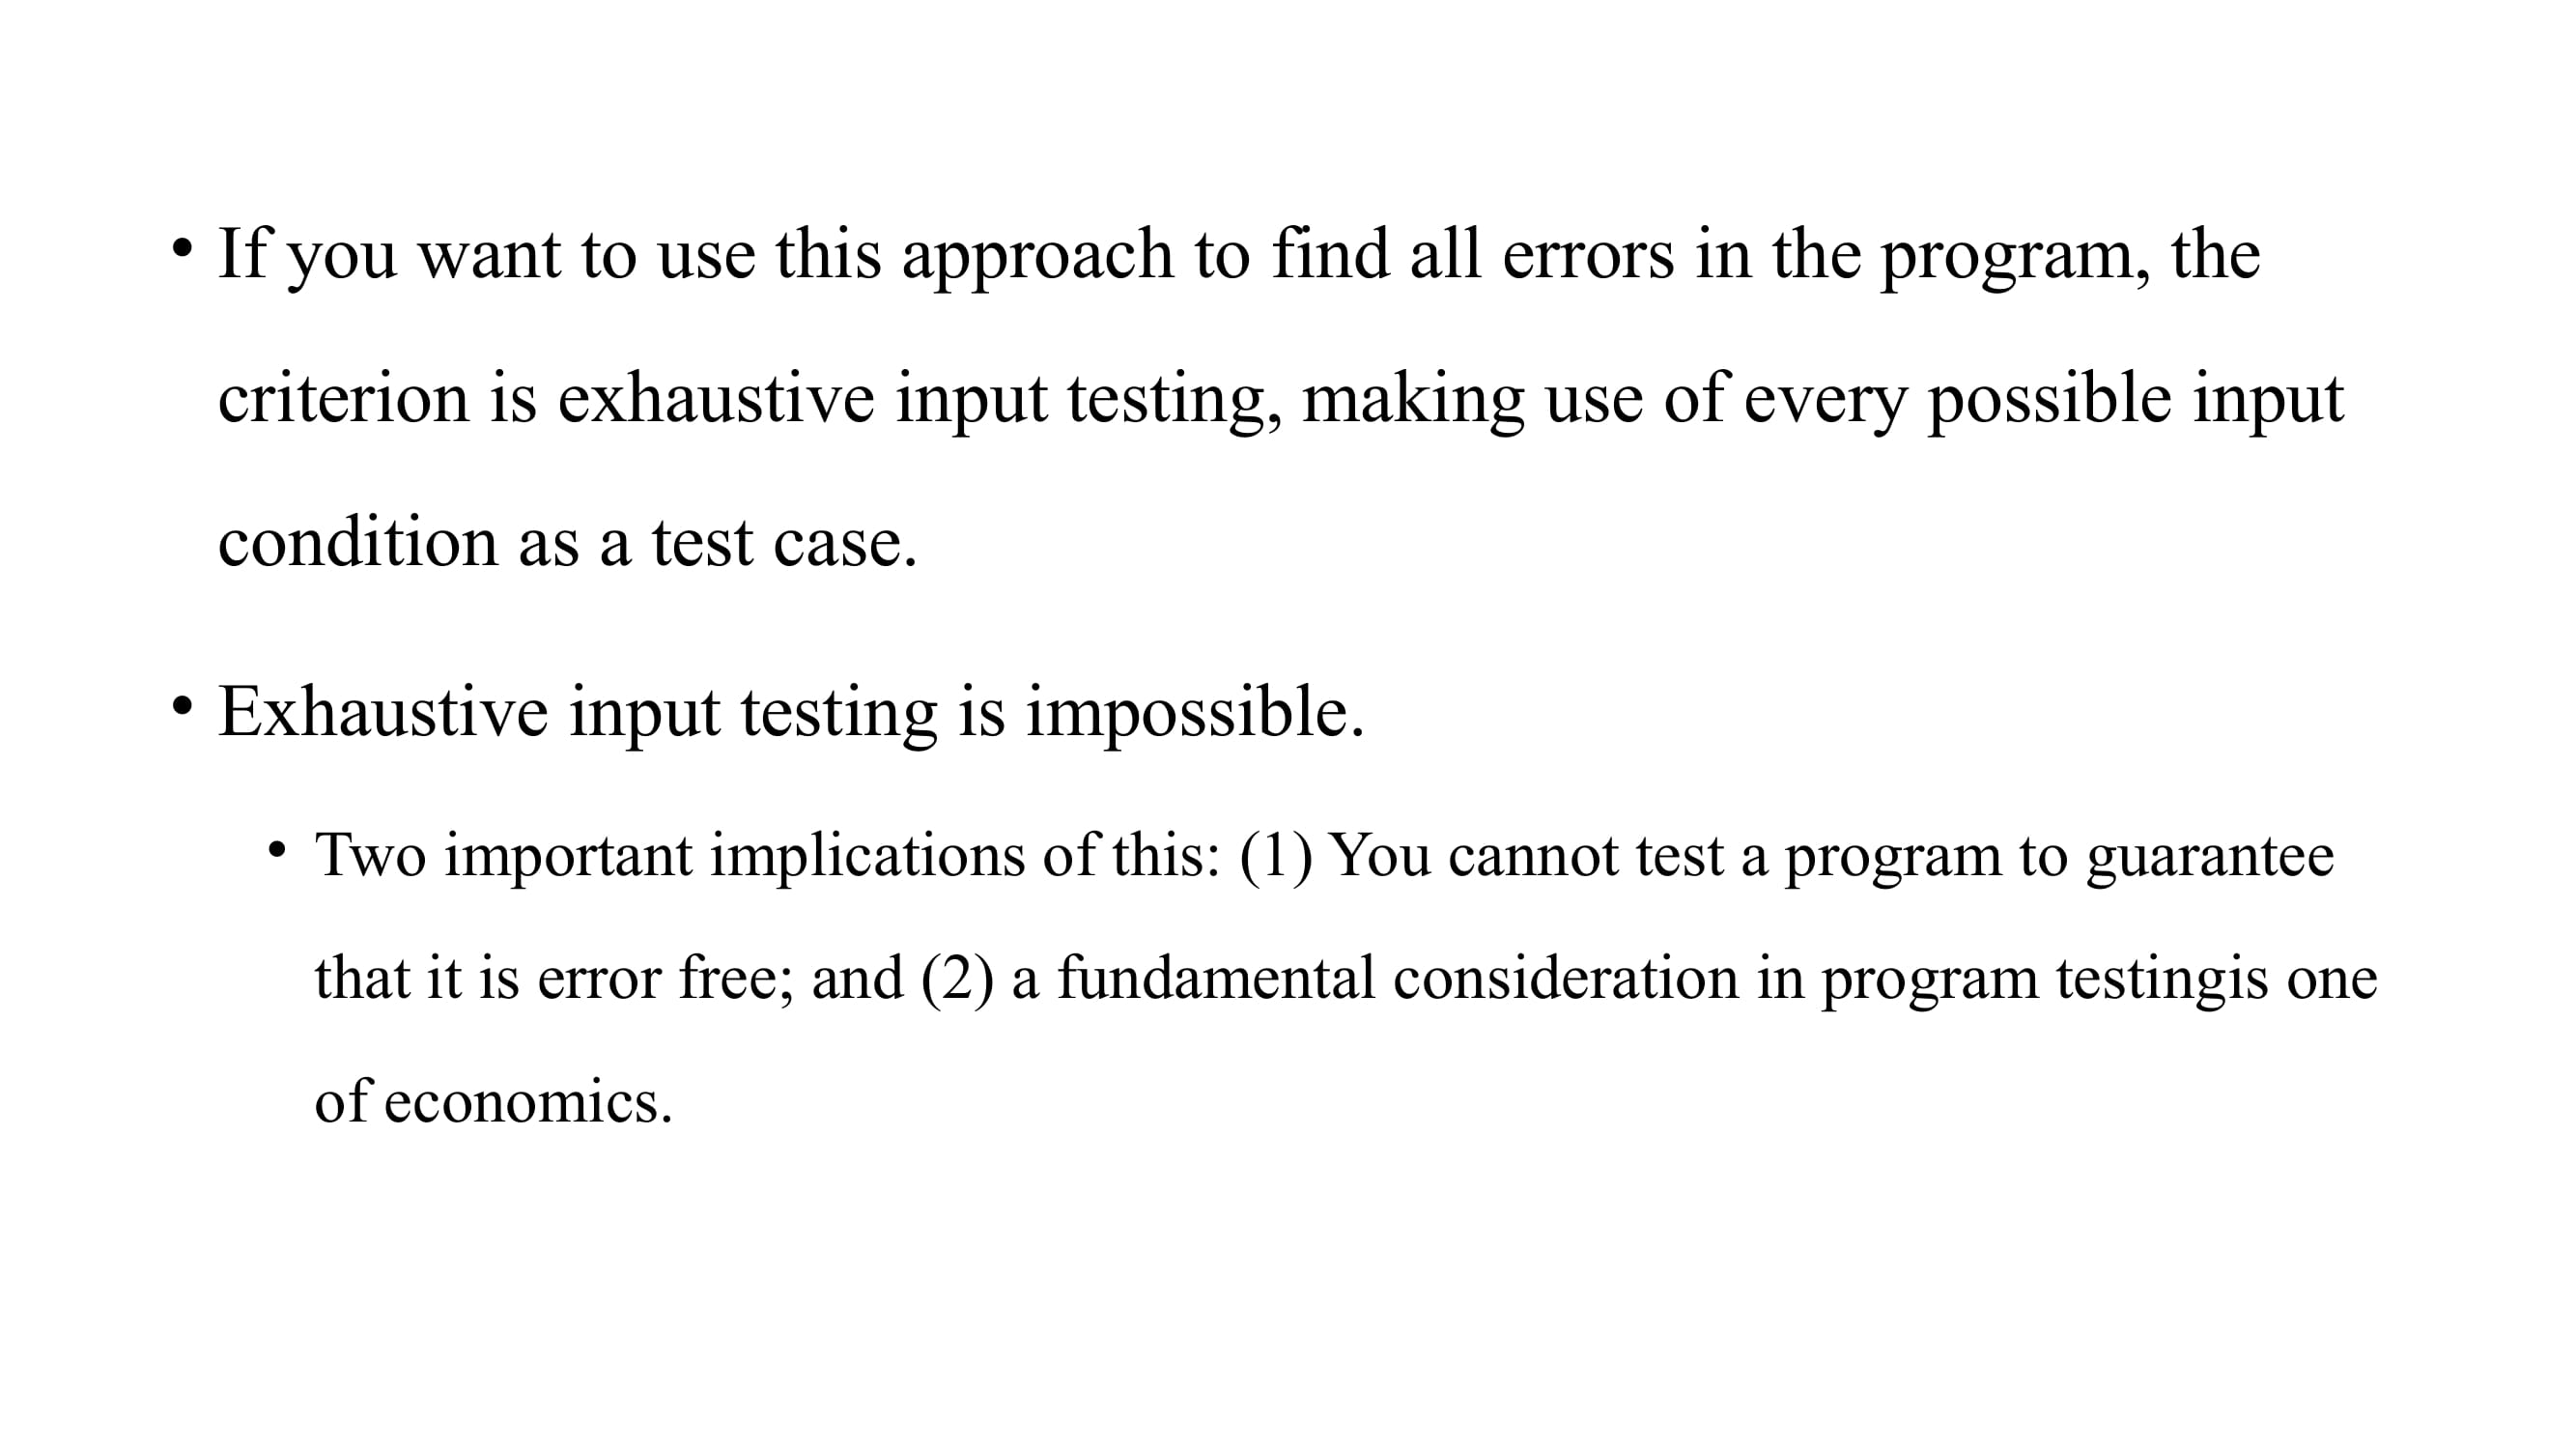 • If you want to use this approach to find all errors in the program, the
criterion is exhaustive input testing, making use of every possible input
condition as a test case.
• Exhaustive input testing is impossible.
• Two important implications of this: (1) You cannot test a program to guarantee
that it is error free; and (2) a fundamental consideration in program testingis one
of economics.